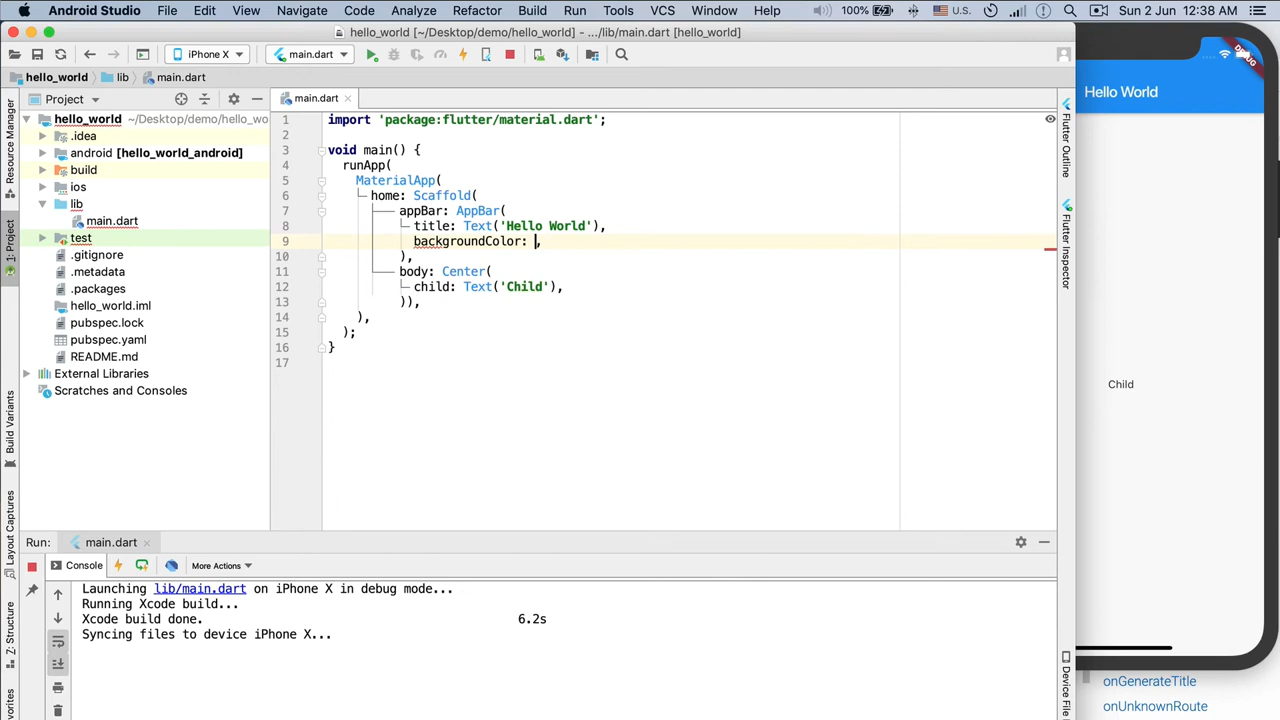 Android Studio File Edit View Navigate Code Analyze Refactor Build Run Tools VCS Window Help 100% U.S. Sun 2 Jun 12:38 AM
hello_world [~/Desktop/demo/hello_world] - .../lib/main.dart [hello_world]
iPhone X main.dart
hello_world lib main.dart
Project main.dart
hello_world ~/Desktop/demo/hello_wo
.idea
android [hello_world_android]
build
ios
lib
main.dart
test
.gitignore
.metadata
.packages
hello_world.iml
pubspec.lock
pubspec.yaml
README.md
External Libraries
Scratches and Consoles
Resource Manager
1: Project
Build Variants
Layout Captures
Z: Structure
vorites
1 import 'package:flutter/material.dart';
2
3 void main() {
4 runApp(
5 MaterialApp(
6 home: Scaffold(
7 appBar: AppBar(
8 title: Text('Hello World'),
9 backgroundColor: ,
10 ),
11 body: Center(
12 child: Text('Child'),
13 )),
14 ),
15 );
16 }
17
Flutter Outline
Flutter Inspector
Device File
DEBUG
Hello World
Child
onGenerateTitle
onUnknownRoute
Run: main.dart
Console More Actions
Launching lib/main.dart on iPhone X in debug mode...
Running Xcode build...
Xcode build done. 6.2s
Syncing files to device iPhone X...